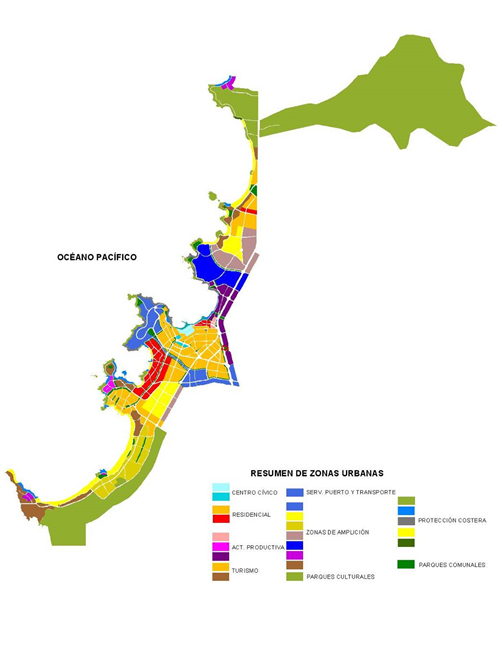 OCÉANO PACÍFICO
RESUMEN DE ZONAS URBANAS
CENTRO CÍVICO
RESIDENCIAL
ACT. PRODUCTIVA
TURISMO
SERV. PUERTO Y TRANSPORTE
ZONAS DE AMPLICIÓN
PARQUES CULTURALES
PROTECCIÓN COSTERA
PARQUES COMUNALES